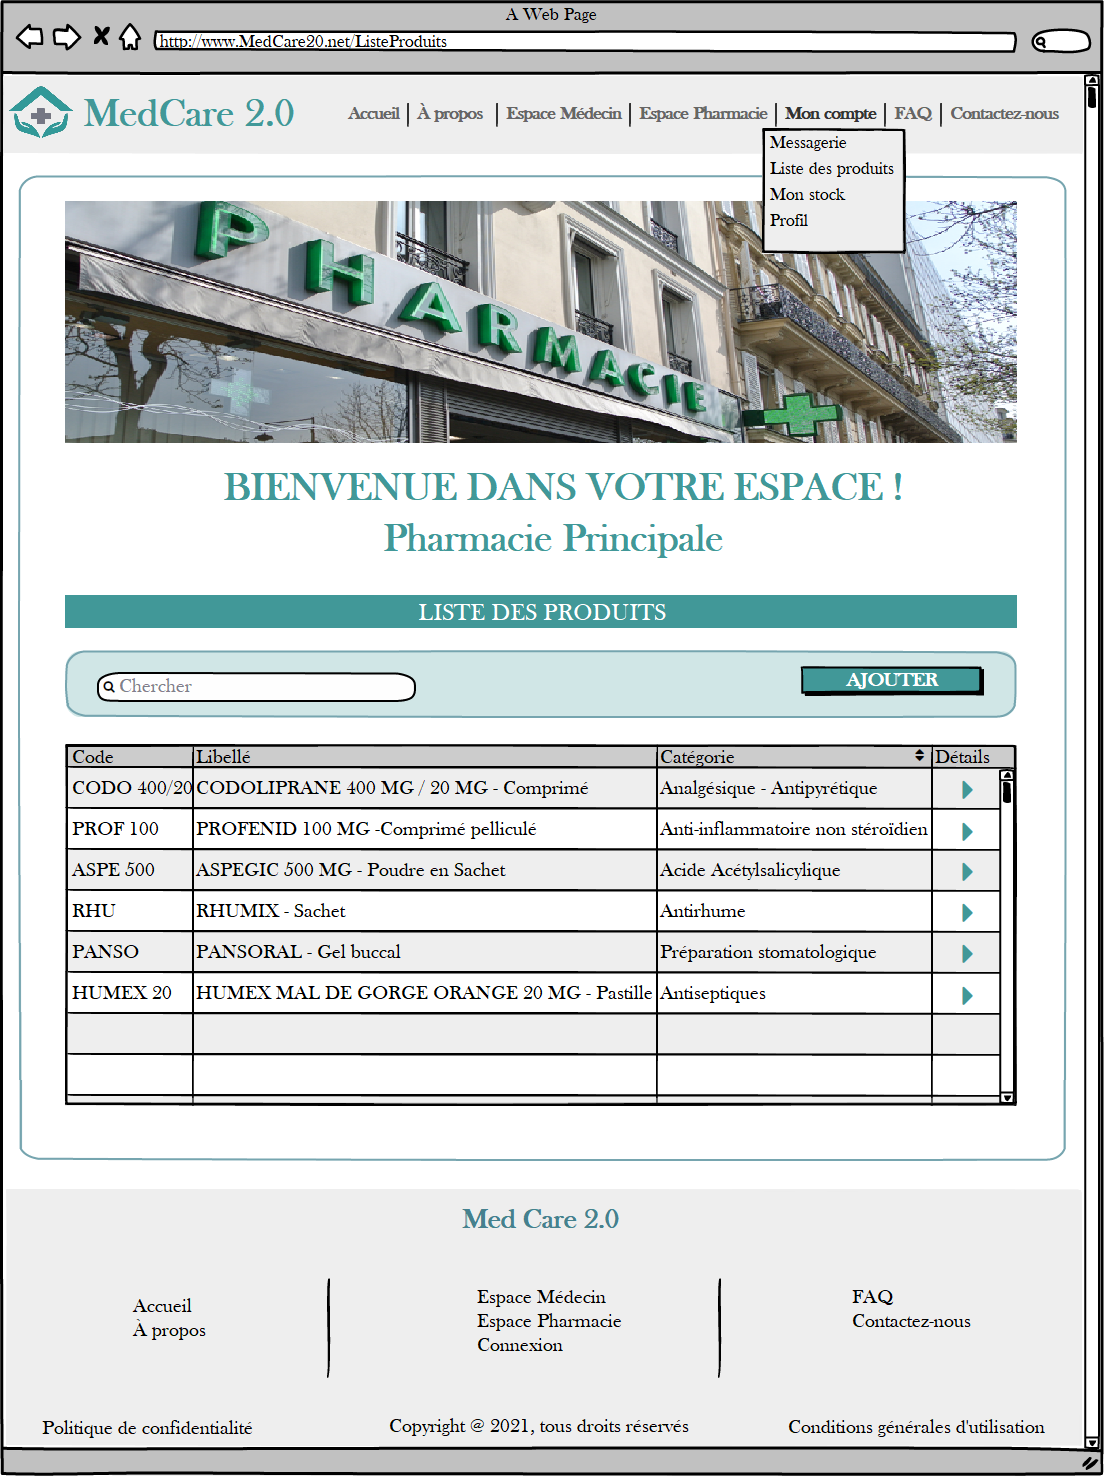 A Web Page
http://www.MedCare20.net/ListeProduits
MedCare 2.0
Accueil
À propos
Espace Médecin
Espace Pharmacie
Mon compte
FAQ
Contactez-nous
Messagerie
Liste des produits
Mon stock
Profil
PHARMACIE
BIENVENUE DANS VOTRE ESPACE !
Pharmacie Principale
LISTE DES PRODUITS
Chercher
AJOUTER
Code Libellé Catégorie Détails
CODO 400/20 CODOLIPRANE 400 MG / 20 MG - Comprimé Analgésique - Antipyrétique
PROF 100 PROFENID 100 MG -Comprimé pelliculé Anti-inflammatoire non stéroïdien
ASPE 500 ASPEGIC 500 MG - Poudre en Sachet Acide Acétylsalicylique
RHU RHUMIX - Sachet Antirhume
PANSO PANSORAL - Gel buccal Préparation stomatologique
HUMEX 20 HUMEX MAL DE GORGE ORANGE 20 MG - Pastille Antiseptiques
Med Care 2.0
Accueil
À propos
Espace Médecin
Espace Pharmacie
Connexion
FAQ
Contactez-nous
Politique de confidentialité
Copyright @ 2021, tous droits réservés
Conditions générales d'utilisation